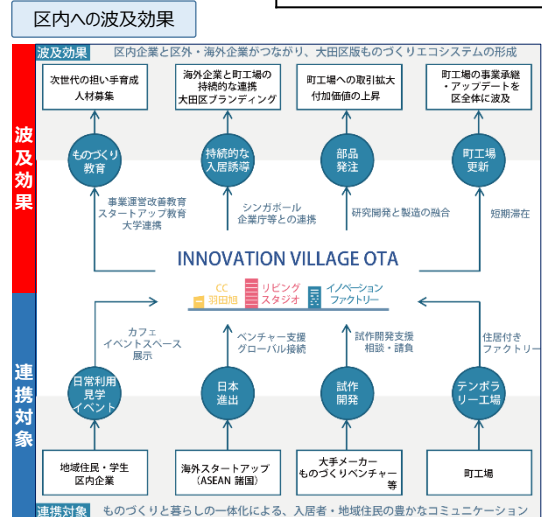 区内への波及効果
波及効果 区内企業と区外・海外企業がつながり、大田区版ものづくりエコシステムの形成
次世代の担い手育成
人材募集
海外企業と町工場の
持続的な連携
大田区ブランディング
町工場への取引拡大
付加価値の上昇
町工場の事業承継
・アップデートを
区全体に波及
波及効果
ものづくり
教育
持続的な
入居誘導
部品
発注
町工場
更新
事業運営改善教育
スタートアップ教育
大学連携
シンガポール
企業庁等との連携
研究開発と製造の融合
短期滞在
INNOVATION VILLAGE OTA
CC
羽田旭
リビング
スタジオ
イノベーション
ファクトリー
連携対象
カフェ
イベントスペース
展示
ベンチャー支援
グローバル接続
試作開発支援
相談・請負
住居付き
ファクトリー
日常利用
見学
イベント
日本
進出
試作
開発
テンポラ
リー工場
地域住民・学生
区内企業
海外スタートアップ
(ASEAN 諸国)
大手メーカー
ものづくりベンチャー
等
町工場
連携対象 ものづくりと暮らしの一体化による、入居者・地域住民の豊かなコミュニケーション